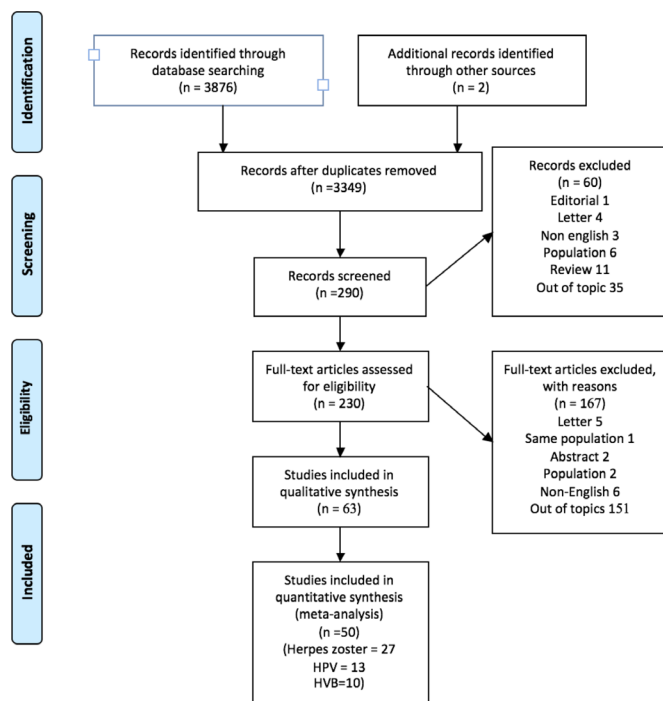 Identification
Records identified through
database searching
(n = 3876)
Additional records identified
through other sources
(n = 2)
Records after duplicates removed
(n =3349)
Screening
Records excluded
(n = 60)
Editorial 1
Letter 4
Non english 3
Population 6
Review 11
Out of topic 35
Records screened
(n =290)
Eligibility
Full-text articles assessed
for eligibility
(n = 230)
Full-text articles excluded,
with reasons
(n = 167)
Letter 5
Same population 1
Abstract 2
Population 2
Non-English 6
Out of topics 151
Studies included in
qualitative synthesis
(n = 63)
Included
Studies included in
quantitative synthesis
(meta-analysis)
(n =50)
(Herpes zoster = 27
HPV = 13
HVB=10)